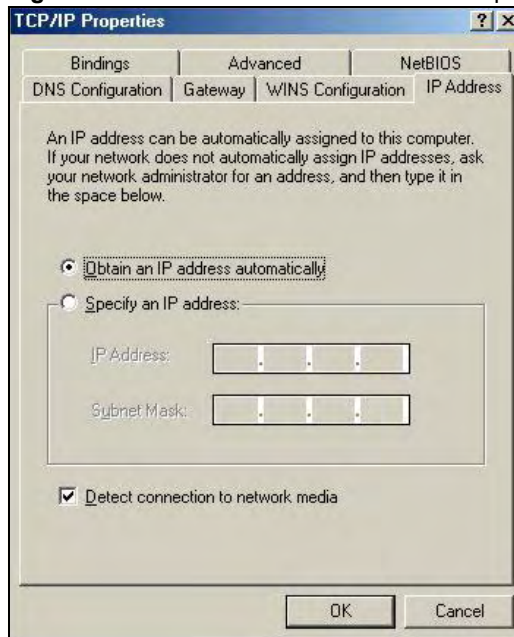 TCP/IP Properties
? x
Bindings
Advanced
NetBIOS
DNS Configuration
Gateway
WINS Configuration
IP Address
An IP address can be automatically assigned to this computer.
If your network does not automatically assign IP addresses, ask
your network administrator for an address, and then type it in
the space below.
Obtain an IP address automatically
Specify an IP address:
IP Address:
. . .
Subnet Mask:
. . .
Detect connection to network media
OK
Cancel